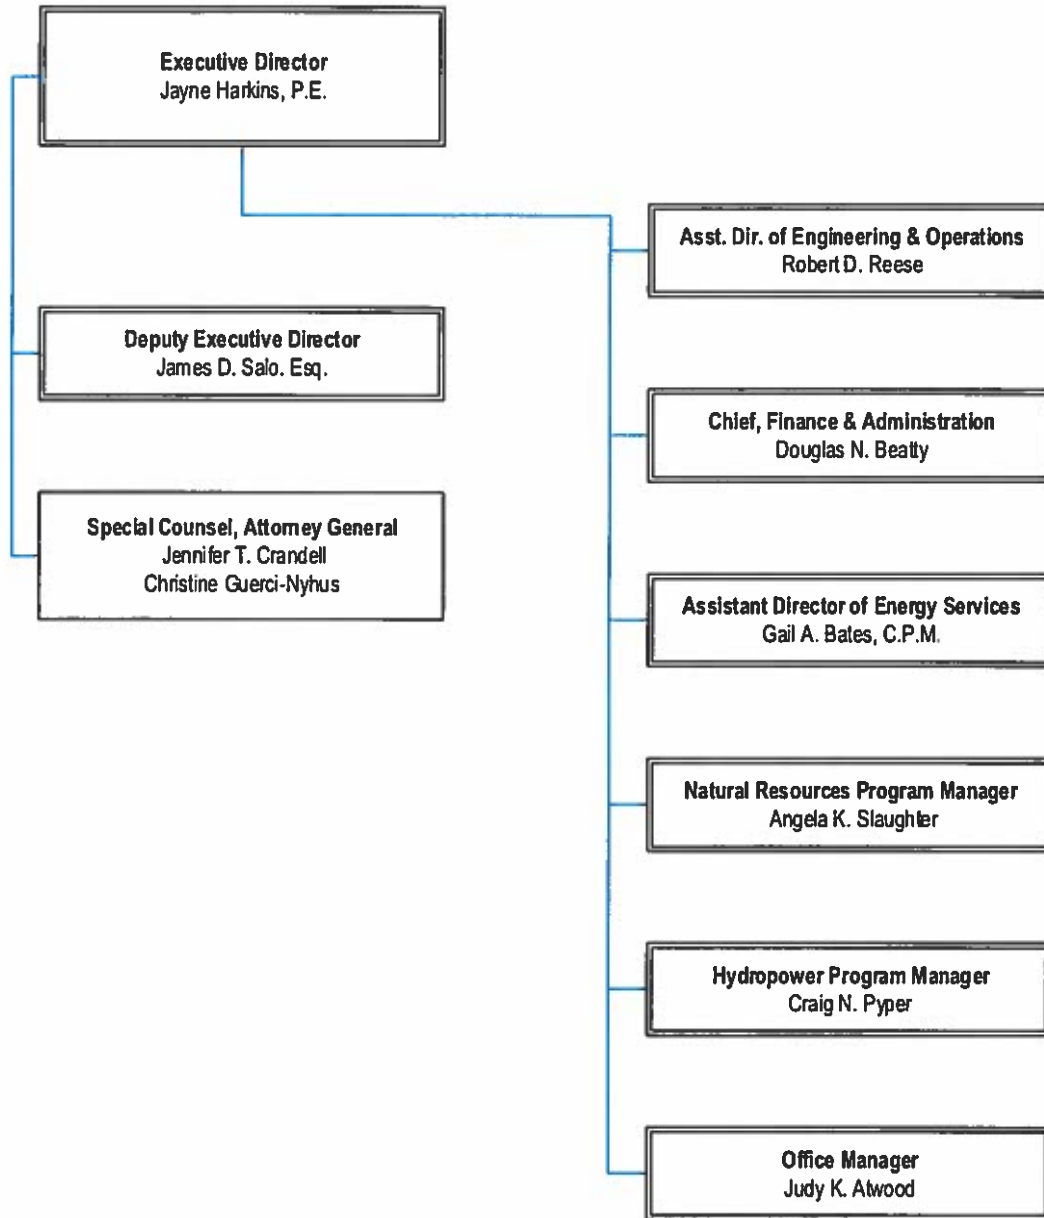 Executive Director
Jayne Harkins, P.E.
Deputy Executive Director
James D. Salo. Esq.
Special Counsel, Attorney General
Jennifer T. Crandell
Christine Guerci-Nyhus
Asst. Dir. of Engineering & Operations
Robert D. Reese
Chief, Finance & Administration
Douglas N. Beatty
Assistant Director of Energy Services
Gail A. Bates, C.P.M.
Natural Resources Program Manager
Angela K. Slaughter
Hydropower Program Manager
Craig N. Pyper
Office Manager
Judy K. Atwood